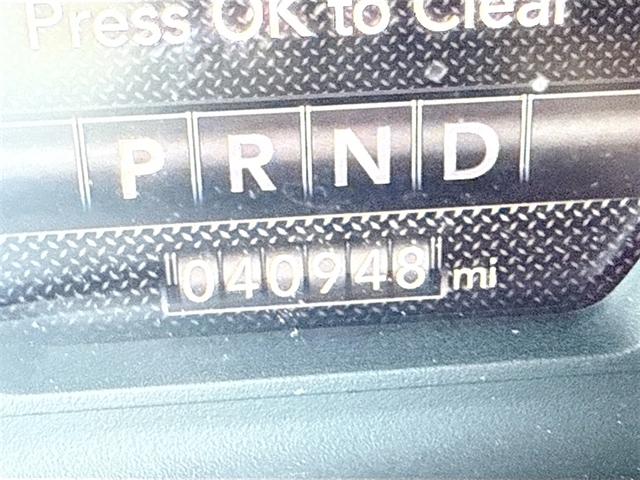 Press OK to Clear
P R N D
040948 mi